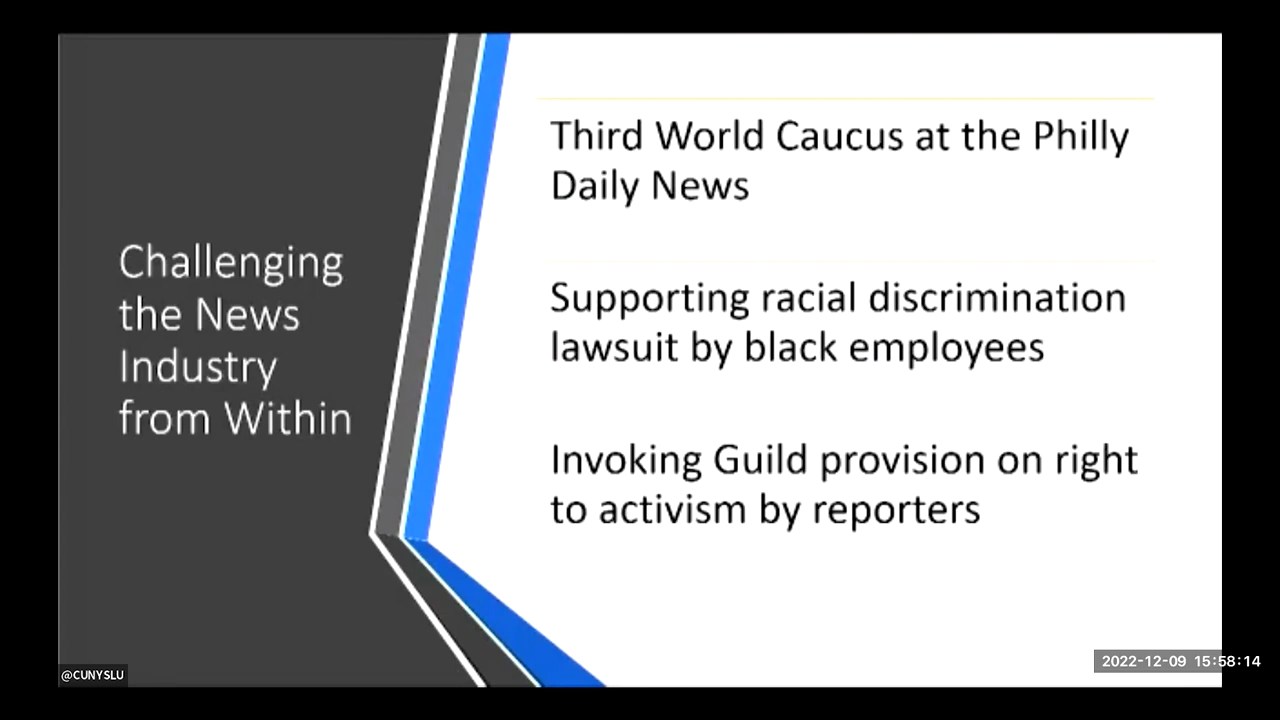 Challenging
the News
Industry
from Within
Third World Caucus at the Philly
Daily News
Supporting racial discrimination
lawsuit by black employees
Invoking Guild provision on right
to activism by reporters
@CUNYSLU
2022-12-09 15:58:14